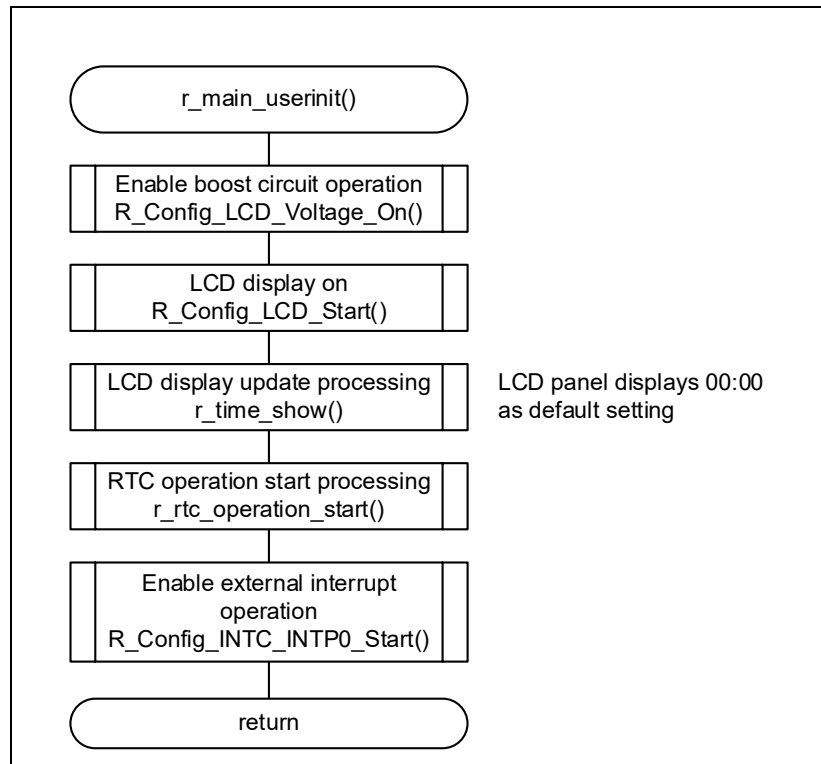 r_main_userinit()
Enable boost circuit operation
R_Config_LCD_Voltage_On()
LCD display on
R_Config_LCD_Start()
LCD display update processing
r_time_show()
LCD panel displays 00:00
as default setting
RTC operation start processing
r_rtc_operation_start()
Enable external interrupt
operation
R_Config_INTC_INTP0_Start()
return